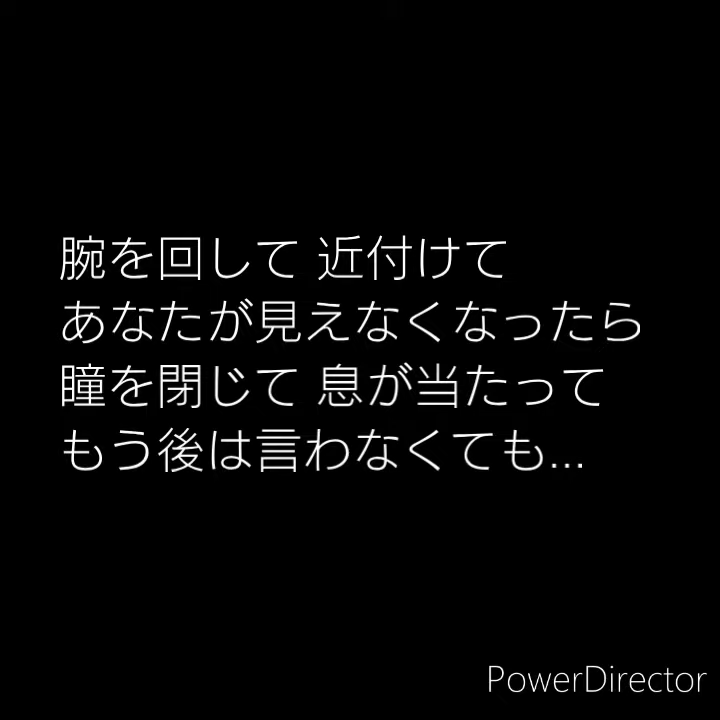 腕を回して 近付けて
あなたが見えなくなったら
瞳を閉じて 息が当たって
もう後は言わなくても...
PowerDirector